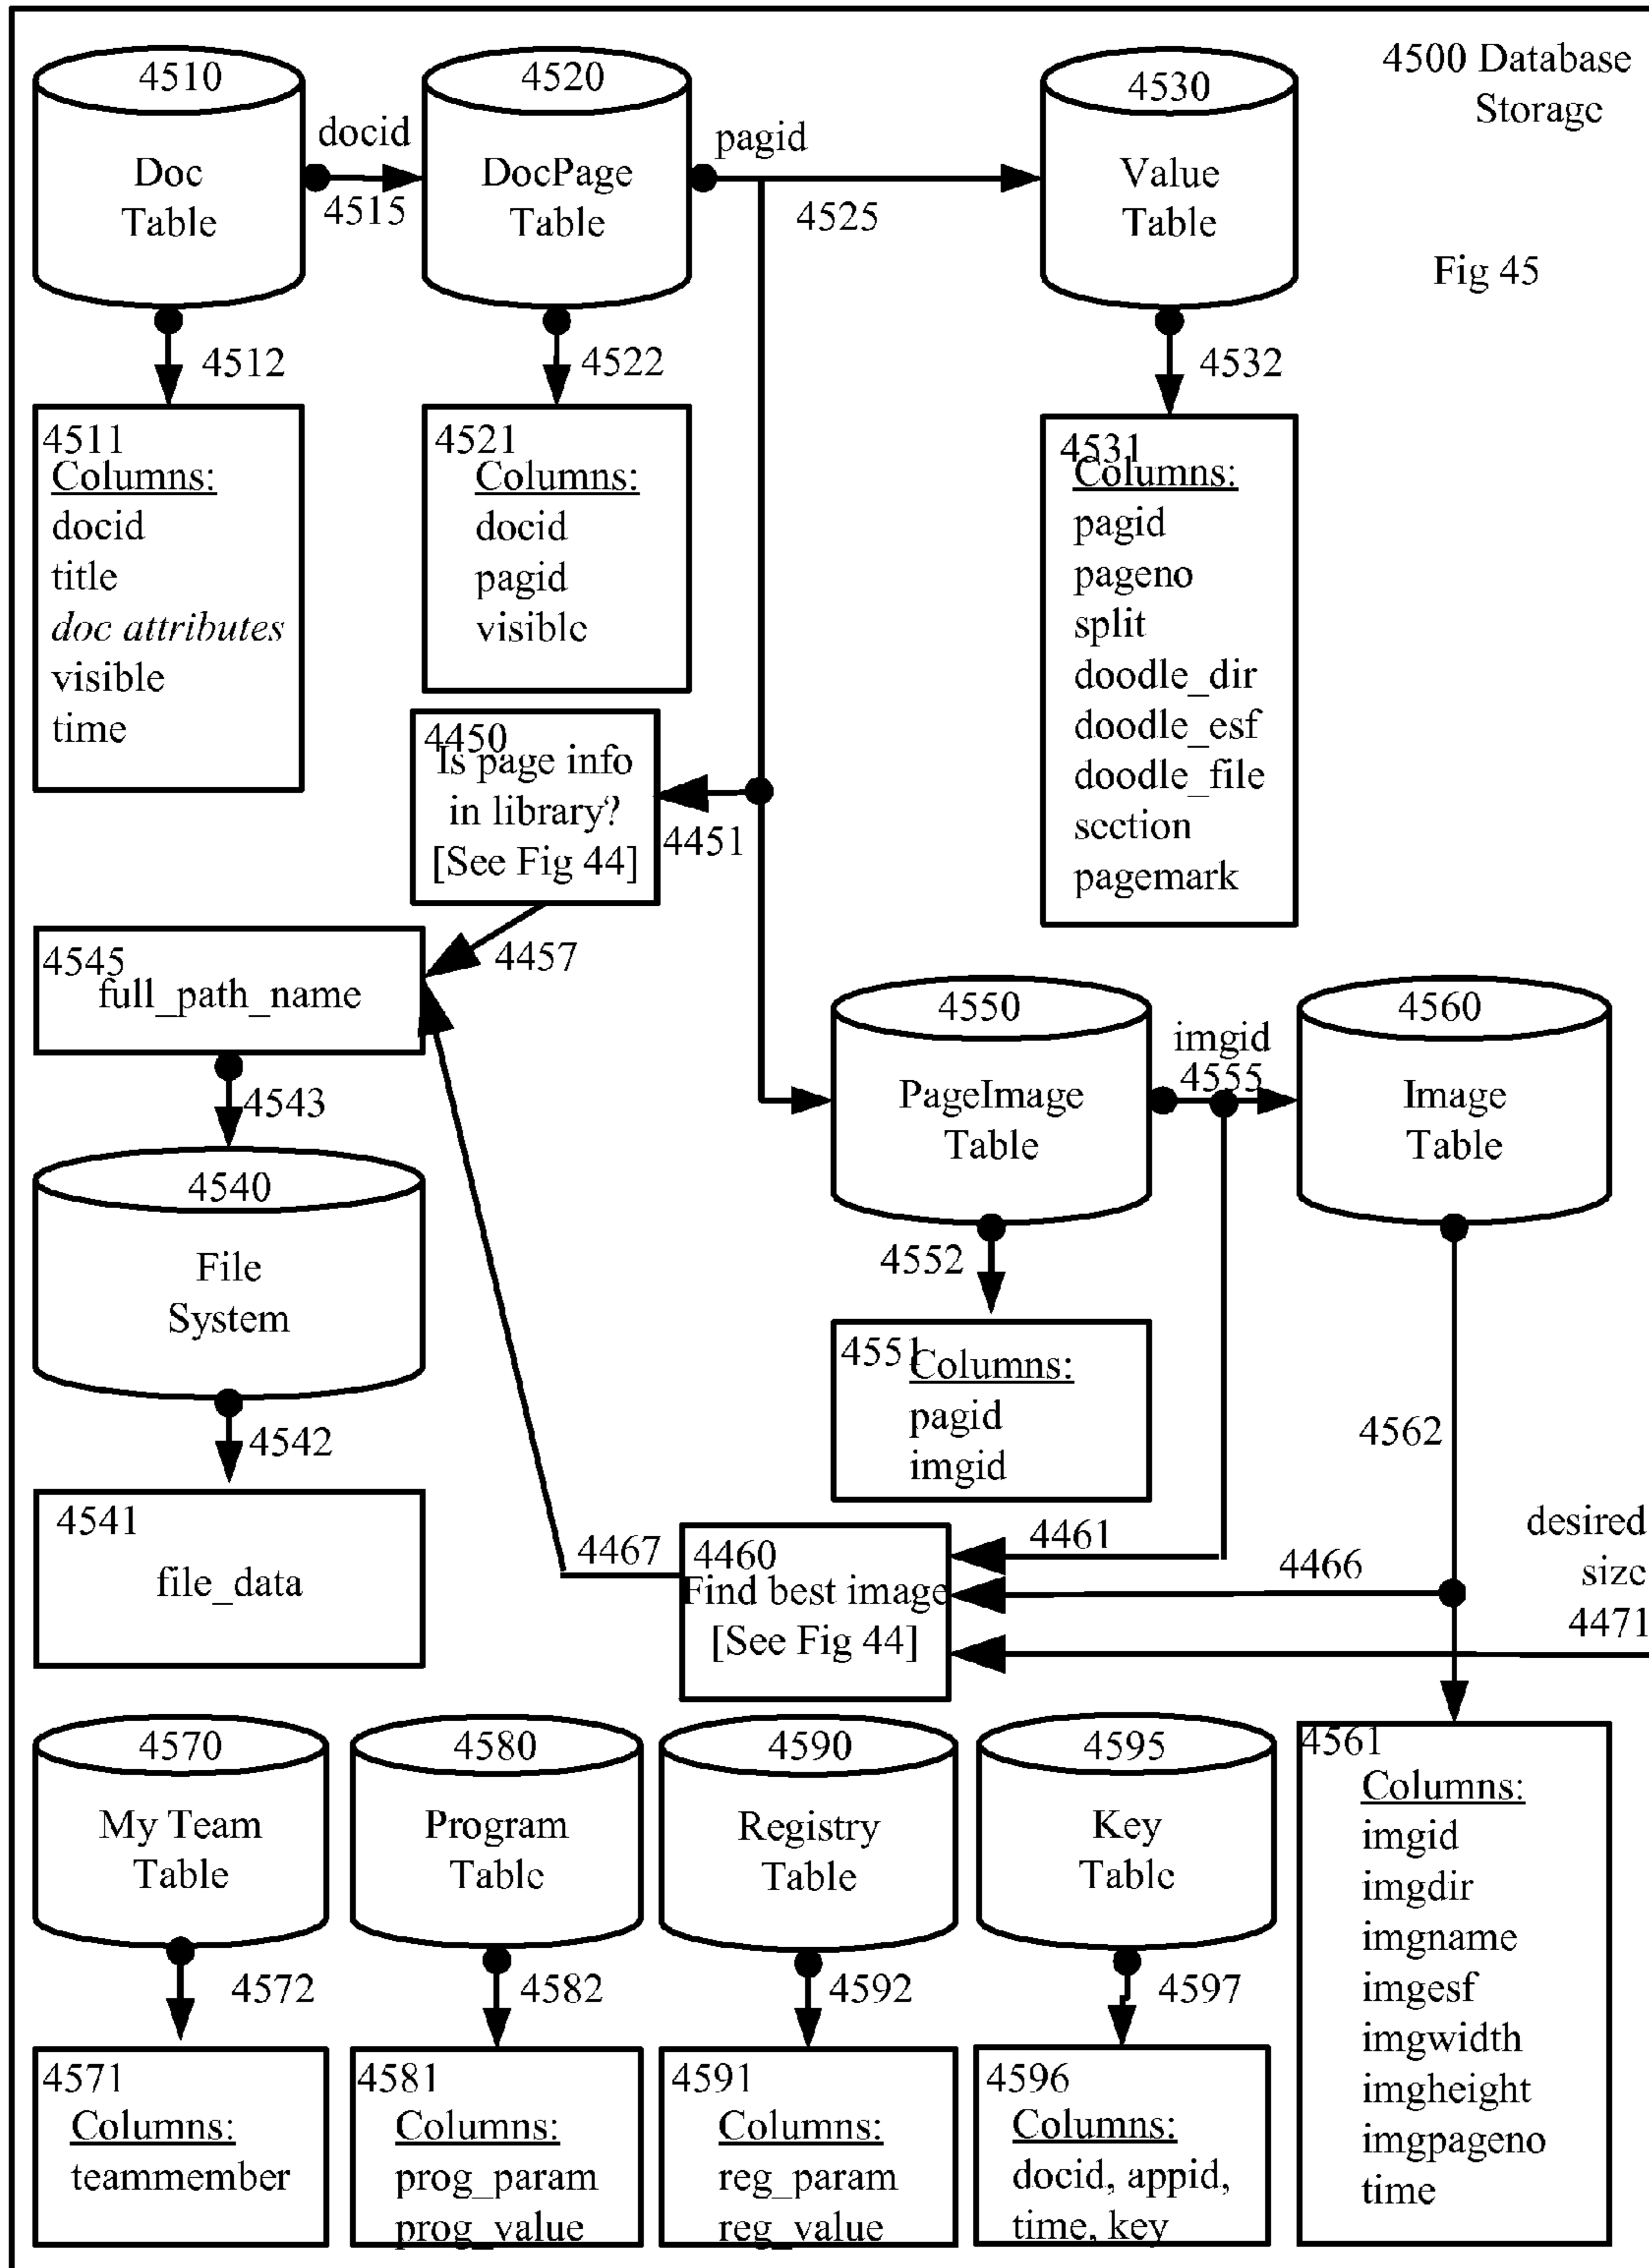 4500 Database
Storage
Fig 45
4510
Doc
Table
docid
4515
4520
DocPage
Table
pagid
4525
4530
Value
Table
4512
4522
4532
4511
Columns:
docid
title
doc attributes
visible
time
4521
Columns:
docid
pagid
visible
4531
Columns:
pagid
pageno
split
doodle_dir
doodle_esf
doodle_file
section
pagemark
4450
Is page info
in library?
[See Fig 44]
4451
4457
4545
full_path_name
4543
4540
File
System
4542
4541
file_data
4550
PageImage
Table
imgid
4555
4560
Image
Table
4552
4551
Columns:
pagid
imgid
4562
4467
4460
Find best image
[See Fig 44]
4461
4466
desired
size
4471
4570
My Team
Table
4580
Program
Table
4590
Registry
Table
4595
Key
Table
4572
4582
4592
4597
4571
Columns:
teammember
4581
Columns:
prog_param
prog_value
4591
Columns:
reg_param
reg_value
4596
Columns:
docid, appid,
time, key
4561
Columns:
imgid
imgdir
imgname
imgesf
imgwidth
imgheight
imgpageno
time